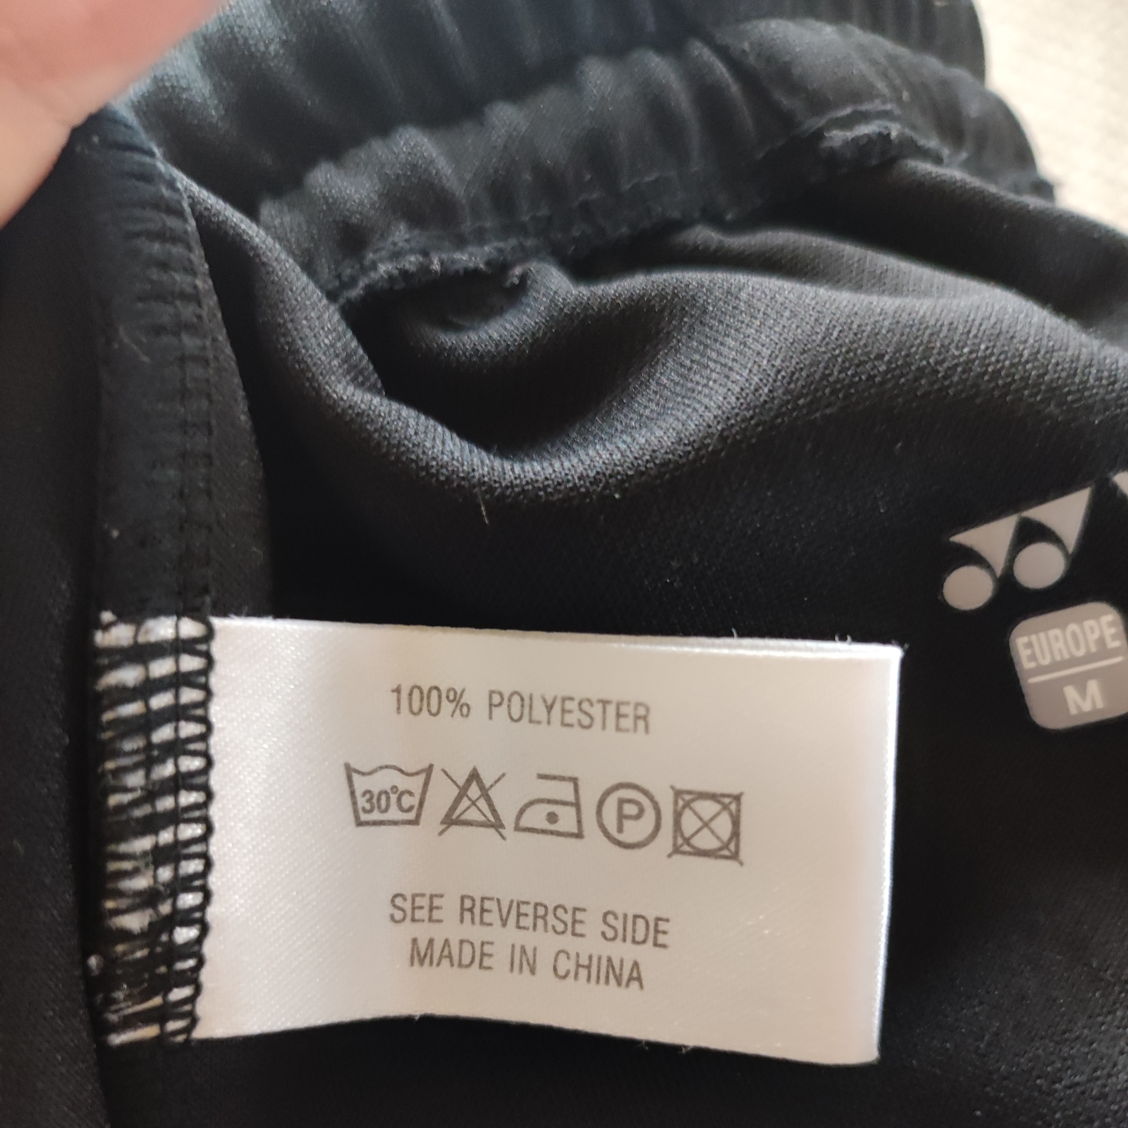 EUROPE
M
100% POLYESTER
30°C P
SEE REVERSE SIDE
MADE IN CHINA